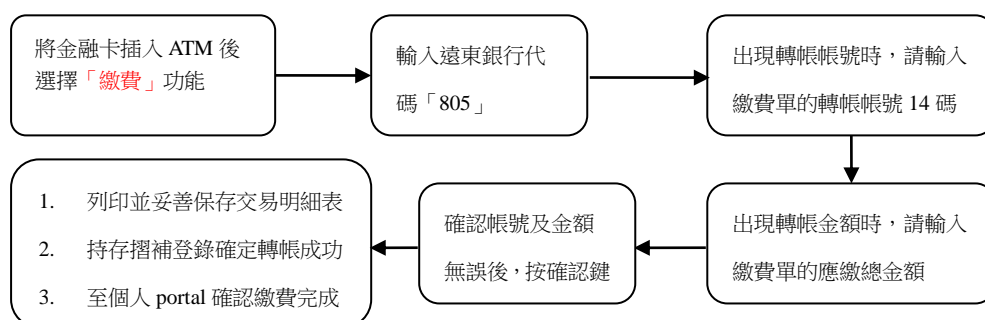 將金融卡插入 ATM 後
選擇「繳費」功能
輸入遠東銀行代
碼「805」
出現轉帳帳號時，請輸入
繳費單的轉帳帳號 14 碼
出現轉帳金額時，請輸入
繳費單的應繳總金額
確認帳號及金額
無誤後，按確認鍵
1. 列印並妥善保存交易明細表
2. 持存摺補登錄確定轉帳成功
3. 至個人 portal 確認繳費完成